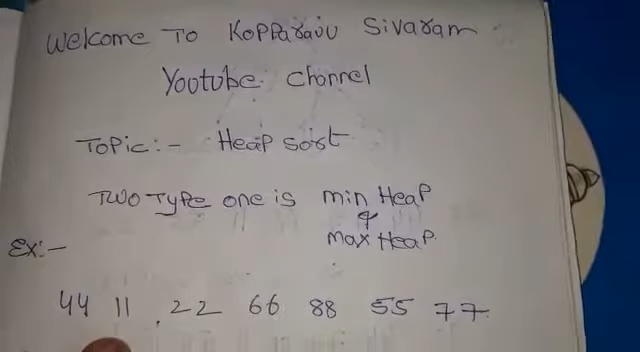 Welcome To Kopparavu Sivaram
Youtube channel
Topic:- Heap sort
Two Type one is min Heap
&
max Heap.
Ex:-
44 11 22 66 88 55 77